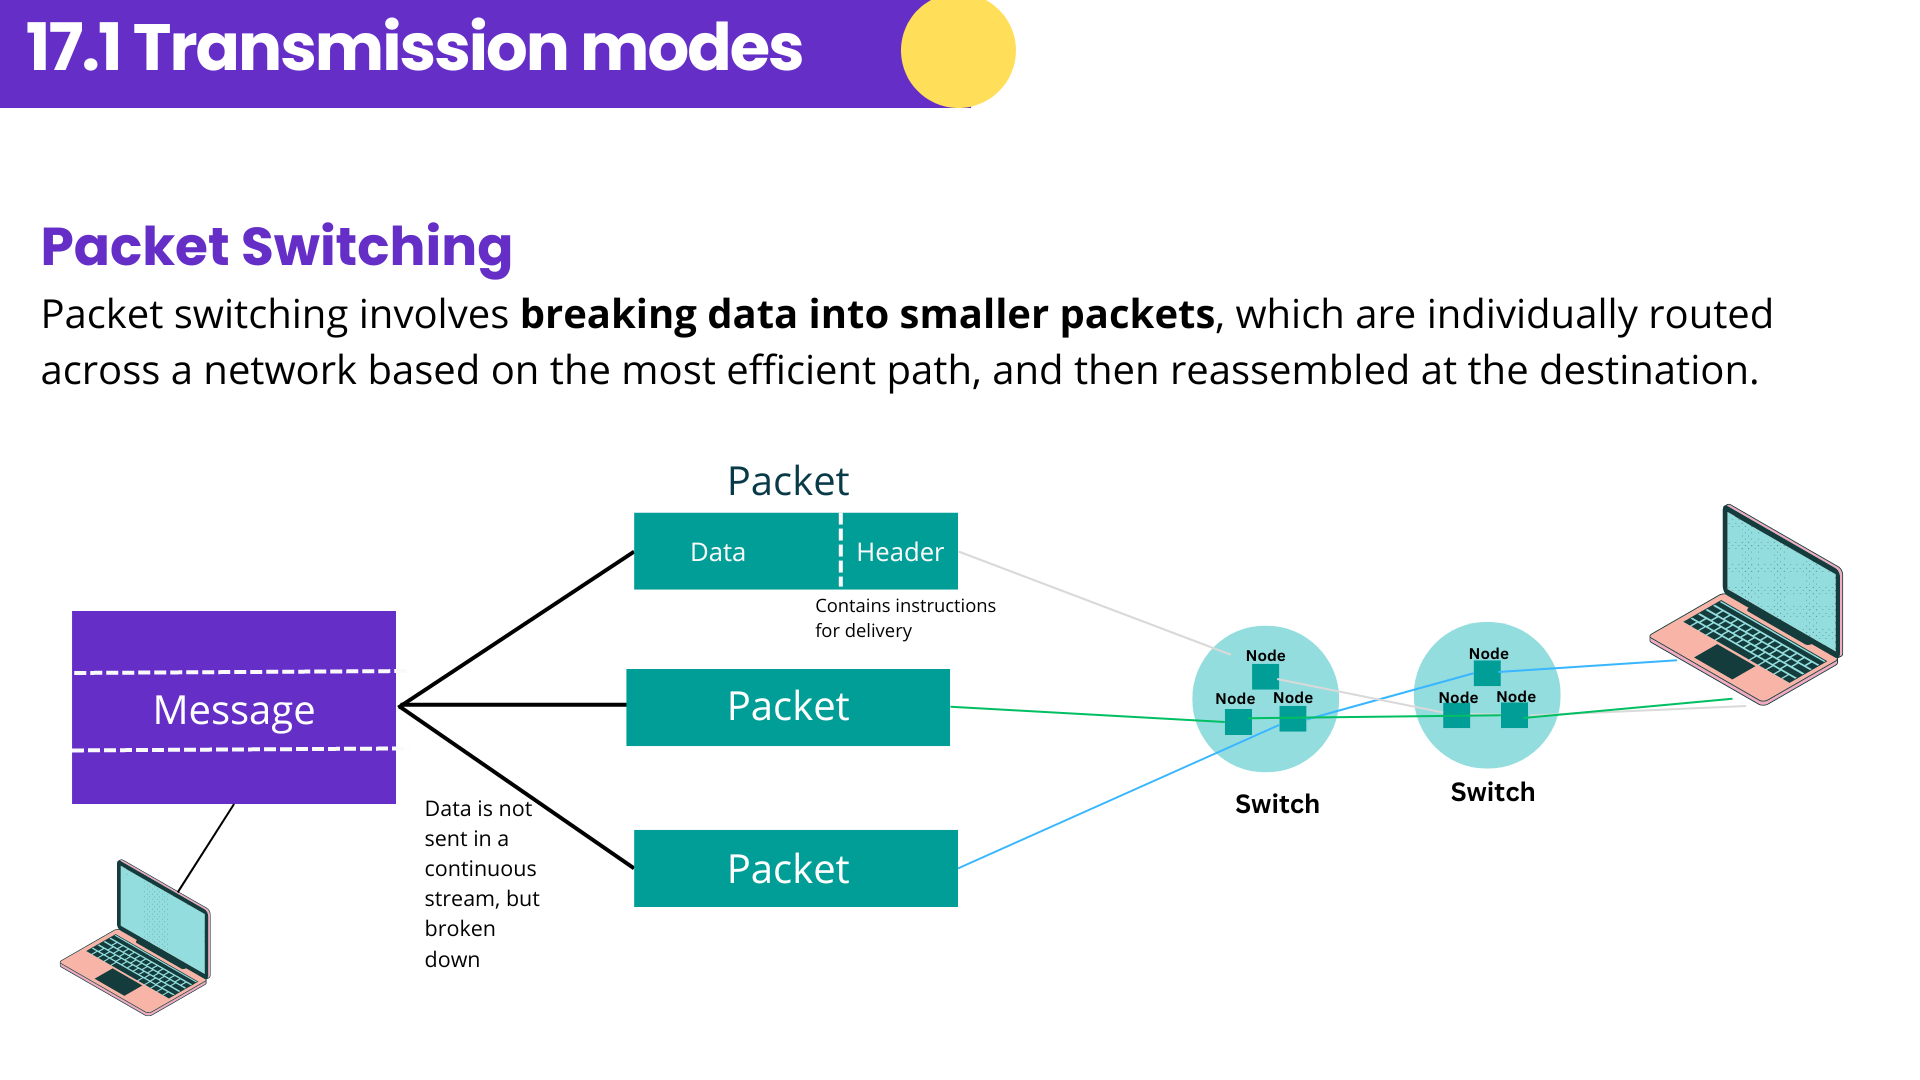 17.1 Transmission modes
Packet Switching
Packet switching involves breaking data into smaller packets, which are individually routed
across a network based on the most efficient path, and then reassembled at the destination.
Packet
Data
Header
Contains instructions
for delivery
Message
Packet
Packet
Data is not
sent in a
continuous
stream, but
broken
down
Node
Node
Node
Switch
Node
Node
Node
Switch